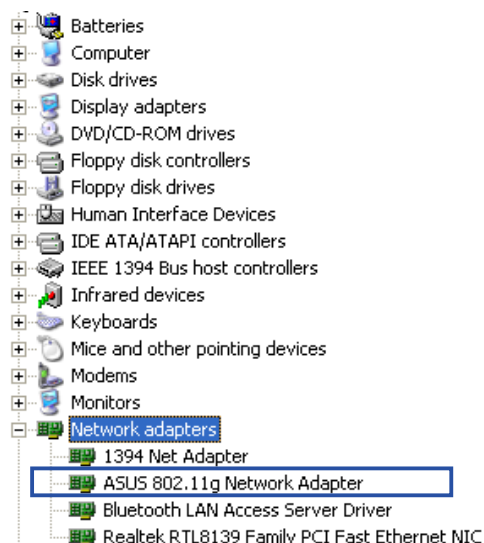 Batteries
Computer
Disk drives
Display adapters
DVD/CD-ROM drives
Floppy disk controllers
Floppy disk drives
Human Interface Devices
IDE ATA/ATAPI controllers
IEEE 1394 Bus host controllers
Infrared devices
Keyboards
Mice and other pointing devices
Modems
Monitors
Network adapters
1394 Net Adapter
ASUS 802.11g Network Adapter
Bluetooth LAN Access Server Driver
Realtek RTL8139 Family PCI Fast Ethernet NIC